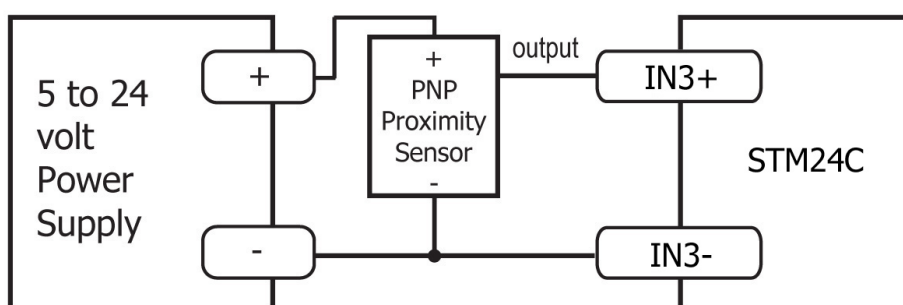 5 to 24
volt
Power
Supply
+
-
+
PNP
Proximity
Sensor
-
output
IN3+
IN3-
STM24C